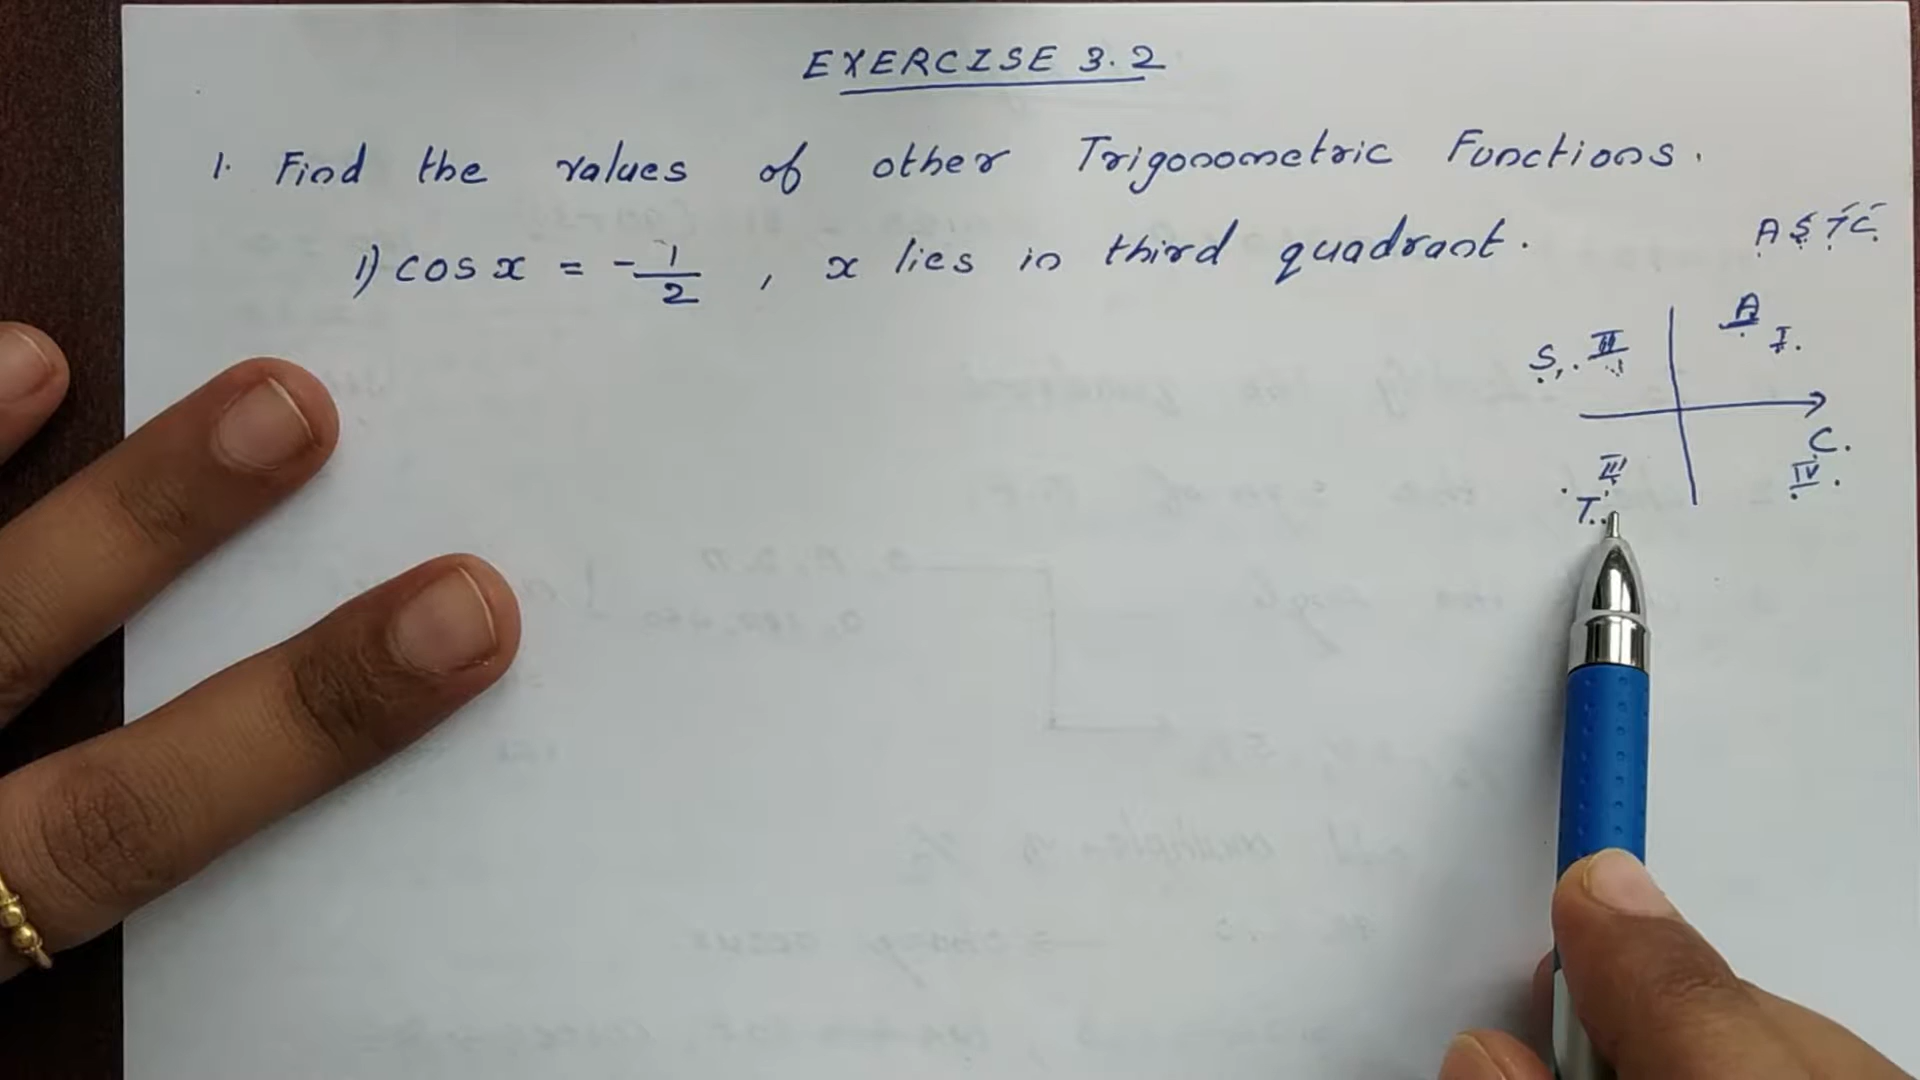 EXERCISE 3.2
1. Find the values of other Trigonometric Functions.
1) cos x = -1/2 , x lies in third quadrant.
A S T C
A
S, II I.
C.
III IV
T.